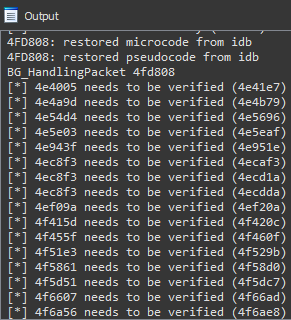 Output
4FD808: restored microcode from idb
4FD808: restored pseudocode from idb
BG_HandlingPacket 4fd808
[*] 4e4005 needs to be verified (4e41e7)
[*] 4e4a9d needs to be verified (4e4b79)
[*] 4e54d4 needs to be verified (4e5696)
[*] 4e5e03 needs to be verified (4e5eaf)
[*] 4e943f needs to be verified (4e951e)
[*] 4ec8f3 needs to be verified (4ecaf3)
[*] 4ec8f3 needs to be verified (4ecd1a)
[*] 4ec8f3 needs to be verified (4ecdda)
[*] 4ef09a needs to be verified (4ef20a)
[*] 4f415d needs to be verified (4f420c)
[*] 4f455f needs to be verified (4f460f)
[*] 4f51e3 needs to be verified (4f529b)
[*] 4f5861 needs to be verified (4f58d0)
[*] 4f5d51 needs to be verified (4f5dc7)
[*] 4f6607 needs to be verified (4f66ad)
[*] 4f6a56 needs to be verified (4f6ae8)